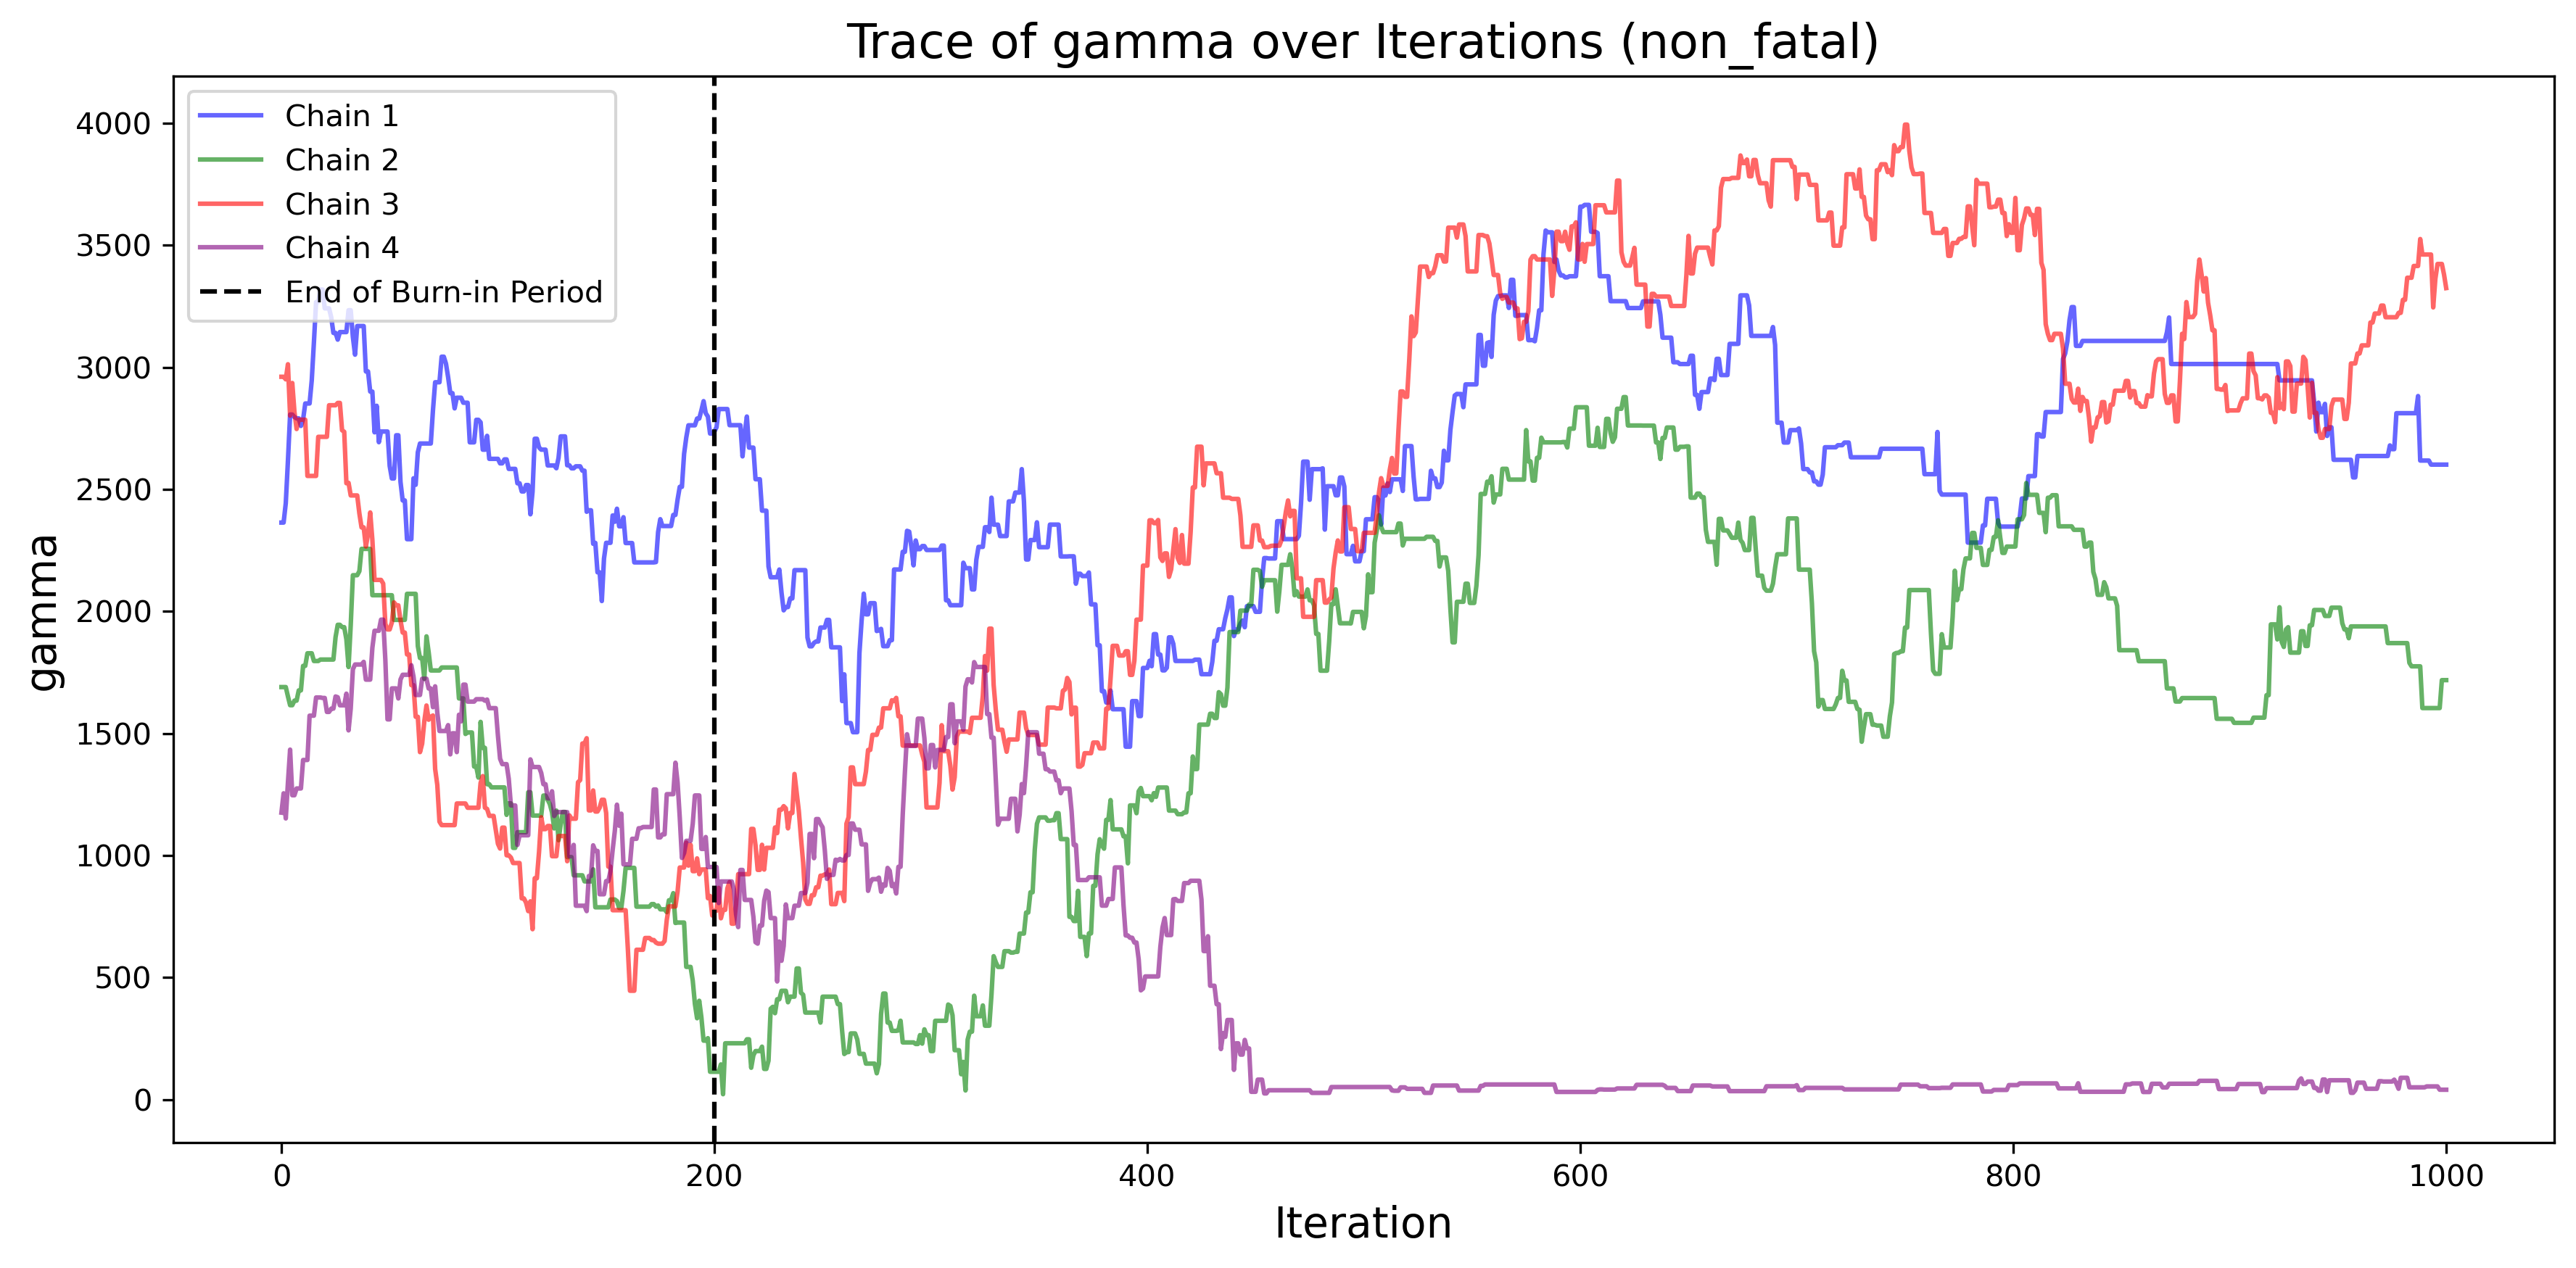 Trace of gamma over Iterations (non_fatal)
Chain 1
Chain 2
Chain 3
Chain 4
End of Burn-in Period
4000
3500
3000
2500
2000
1500
1000
500
0
gamma
0 200 400 600 800 1000
Iteration